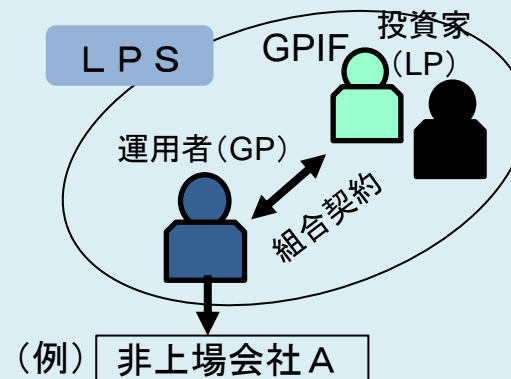 LPS
GPIF
投資家
(LP)
運用者(GP)
組合契約
(例)
非上場会社A